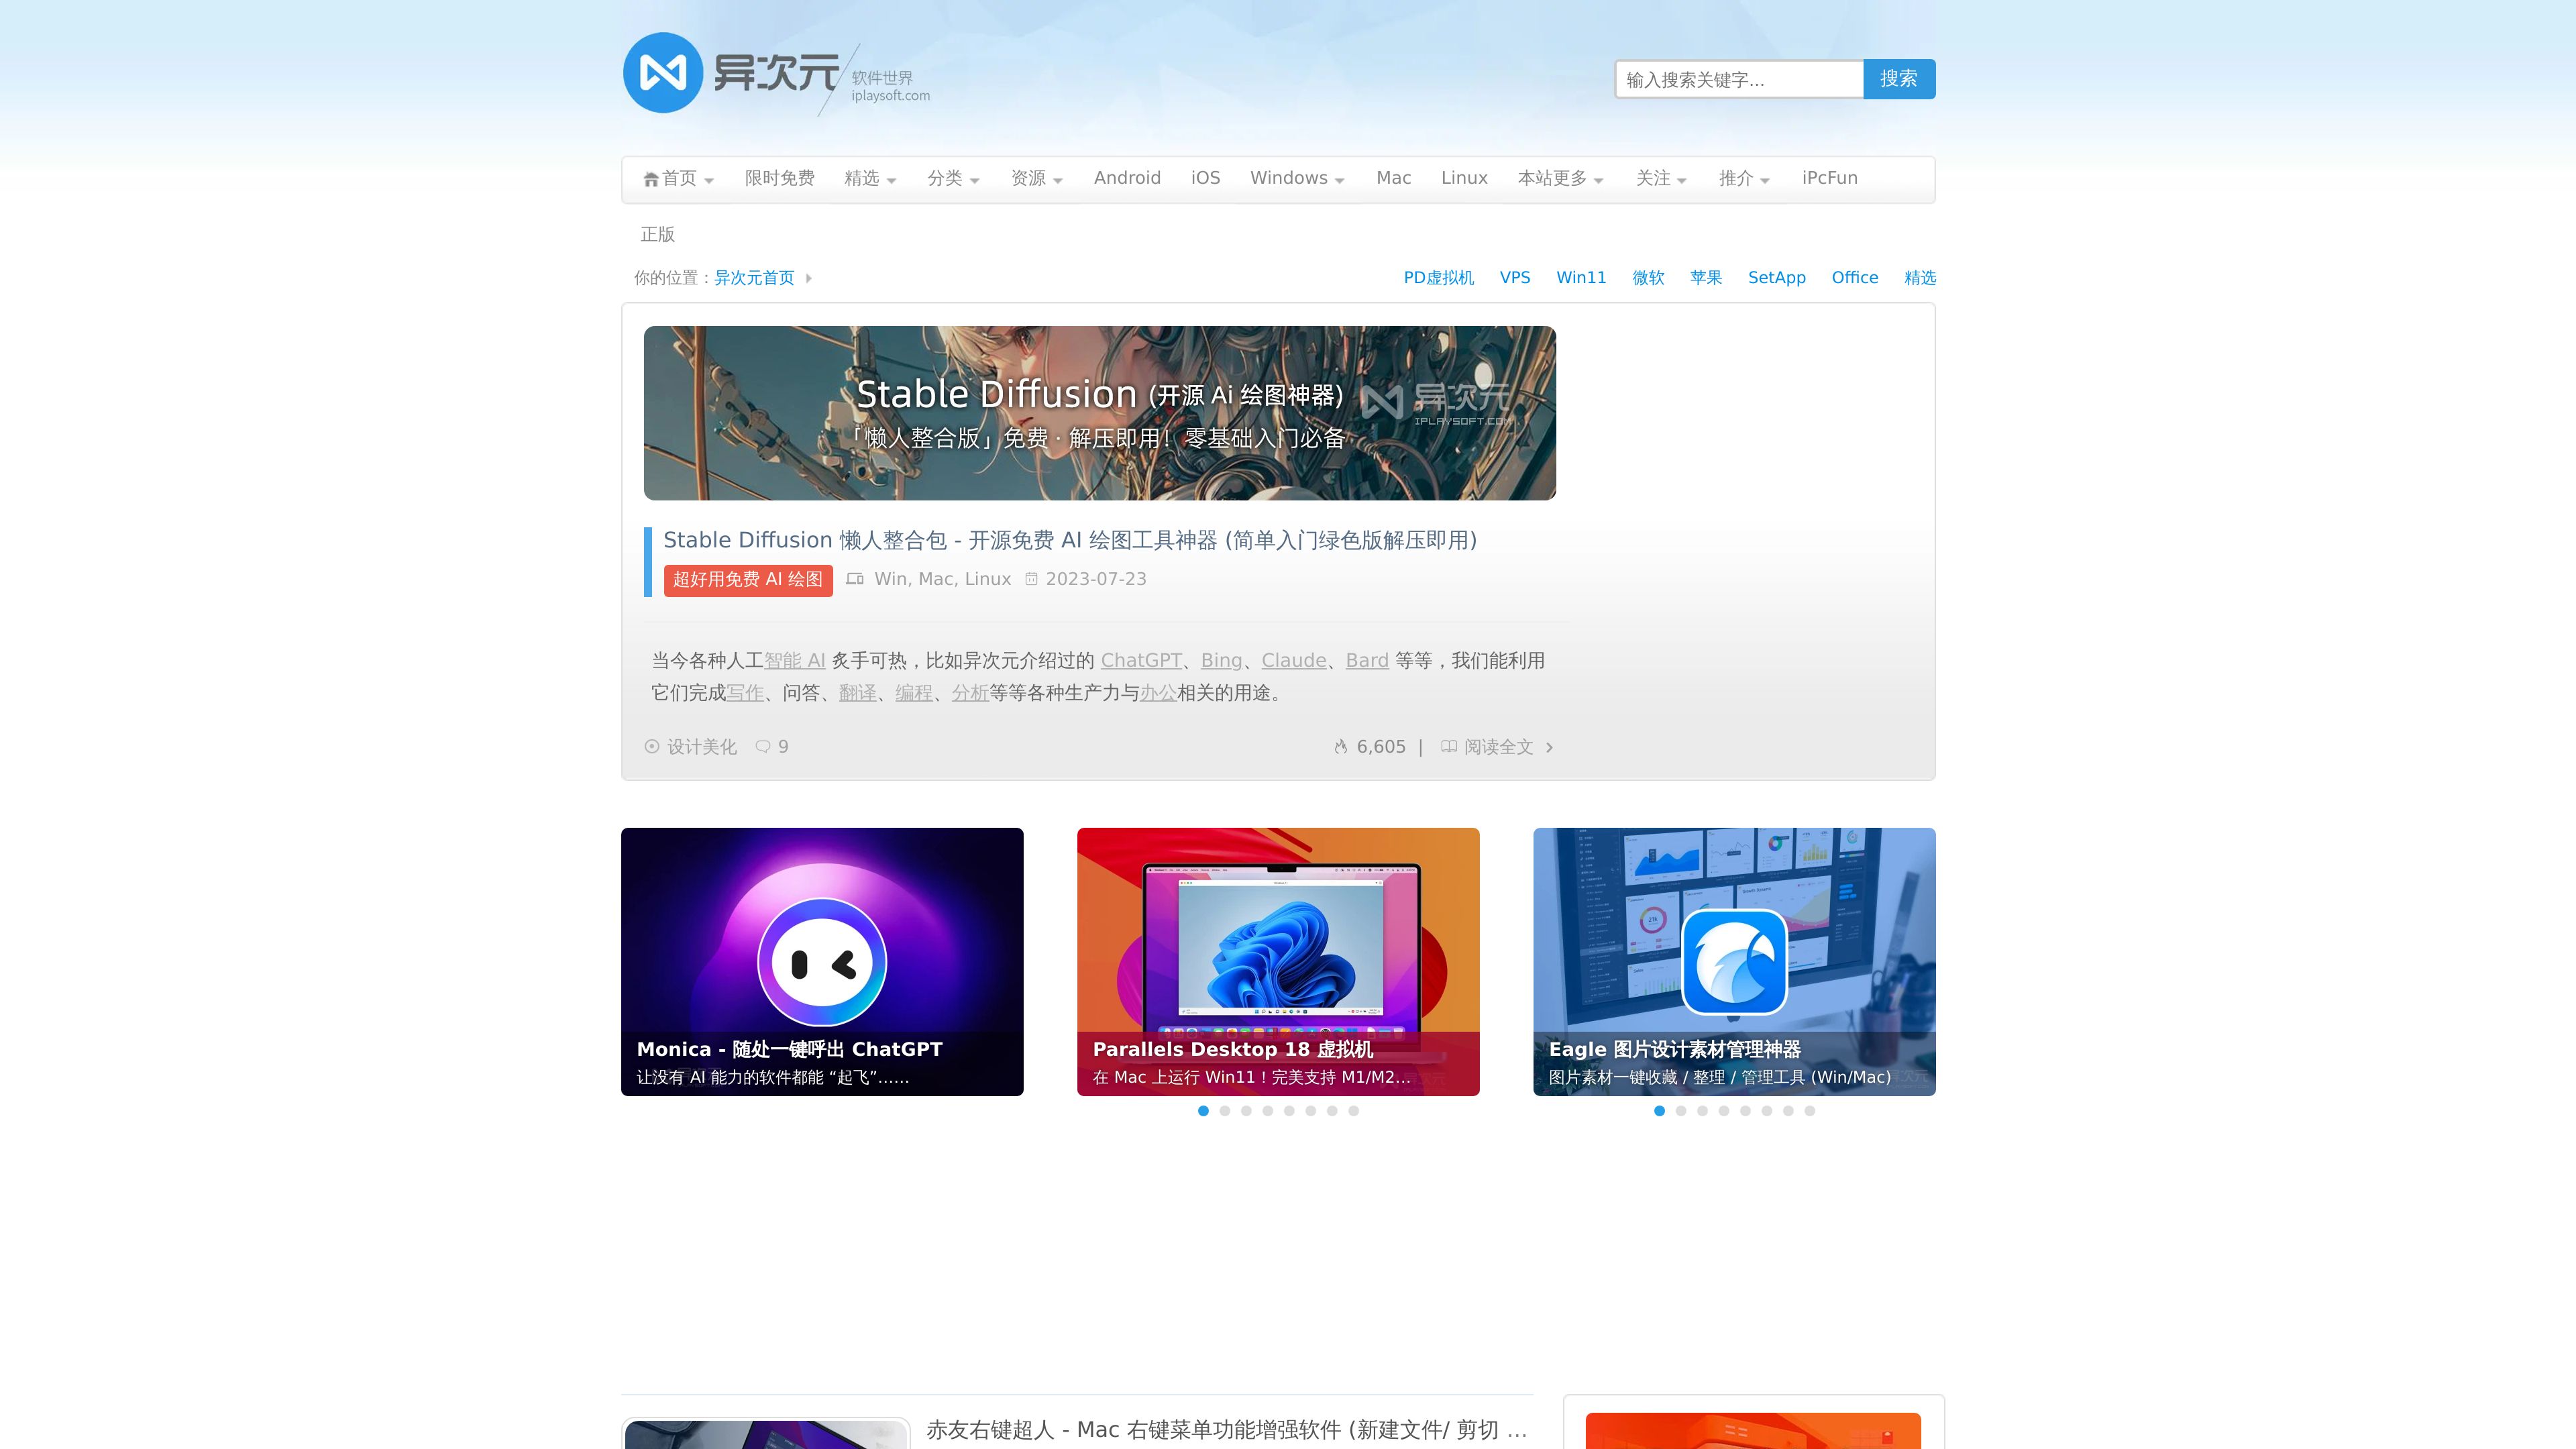 异次元
软件世界
iplaysoft.com
输入搜索关键字...
搜索
首页 限时免费 精选 分类 资源 Android iOS Windows Mac Linux 本站更多 关注 推介 iPcFun
正版
你的位置：异次元首页
PD虚拟机 VPS Win11 微软 苹果 SetApp Office 精选
Stable Diffusion (开源 Ai 绘图神器)
「懒人整合版」免费 · 解压即用！零基础入门必备
异次元
IPLAYSOFT.COM
Stable Diffusion 懒人整合包 - 开源免费 AI 绘图工具神器 (简单入门绿色版解压即用)
超好用免费 AI 绘图 Win, Mac, Linux 2023-07-23
当今各种人工智能 AI 炙手可热，比如异次元介绍过的 ChatGPT、Bing、Claude、Bard 等等，我们能利用
它们完成写作、问答、翻译、编程、分析等等各种生产力与办公相关的用途。
设计美化 9
6,605 | 阅读全文
Monica - 随处一键呼出 ChatGPT
让没有 AI 能力的软件都能 “起飞”……
Parallels Desktop 18 虚拟机
在 Mac 上运行 Win11！完美支持 M1/M2...
Eagle 图片设计素材管理神器
图片素材一键收藏 / 整理 / 管理工具 (Win/Mac)
赤友右键超人 - Mac 右键菜单功能增强软件 (新建文件/ 剪切 ...